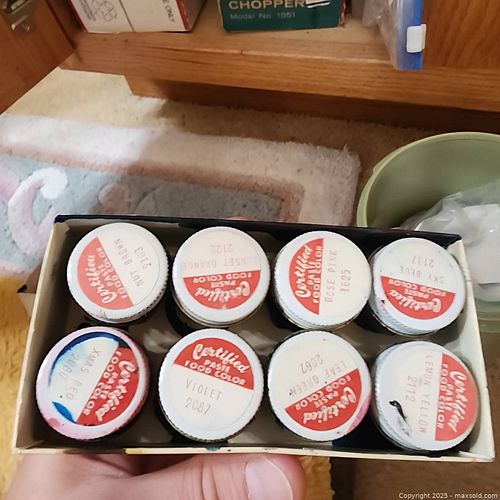 CHOPPER
Model No. 1951
Certified
PASTE
FOOD COLOR
NUT BROWN
2103
Certified
PASTE
FOOD COLOR
SUNSET ORANGE
2122
Certified
PASTE
FOOD COLOR
ROSE PINK
1625
Certified
PASTE
FOOD COLOR
SKY BLUE
2137
Certified
PASTE
FOOD COLOR
XMAS RED
2080
Certified
PASTE
FOOD COLOR
VIOLET
2087
Certified
PASTE
FOOD COLOR
LEAF GREEN
2067
Certified
PASTE
FOOD COLOR
LEMON YELLOW
2112
Copyright 2025 - maxsold.com